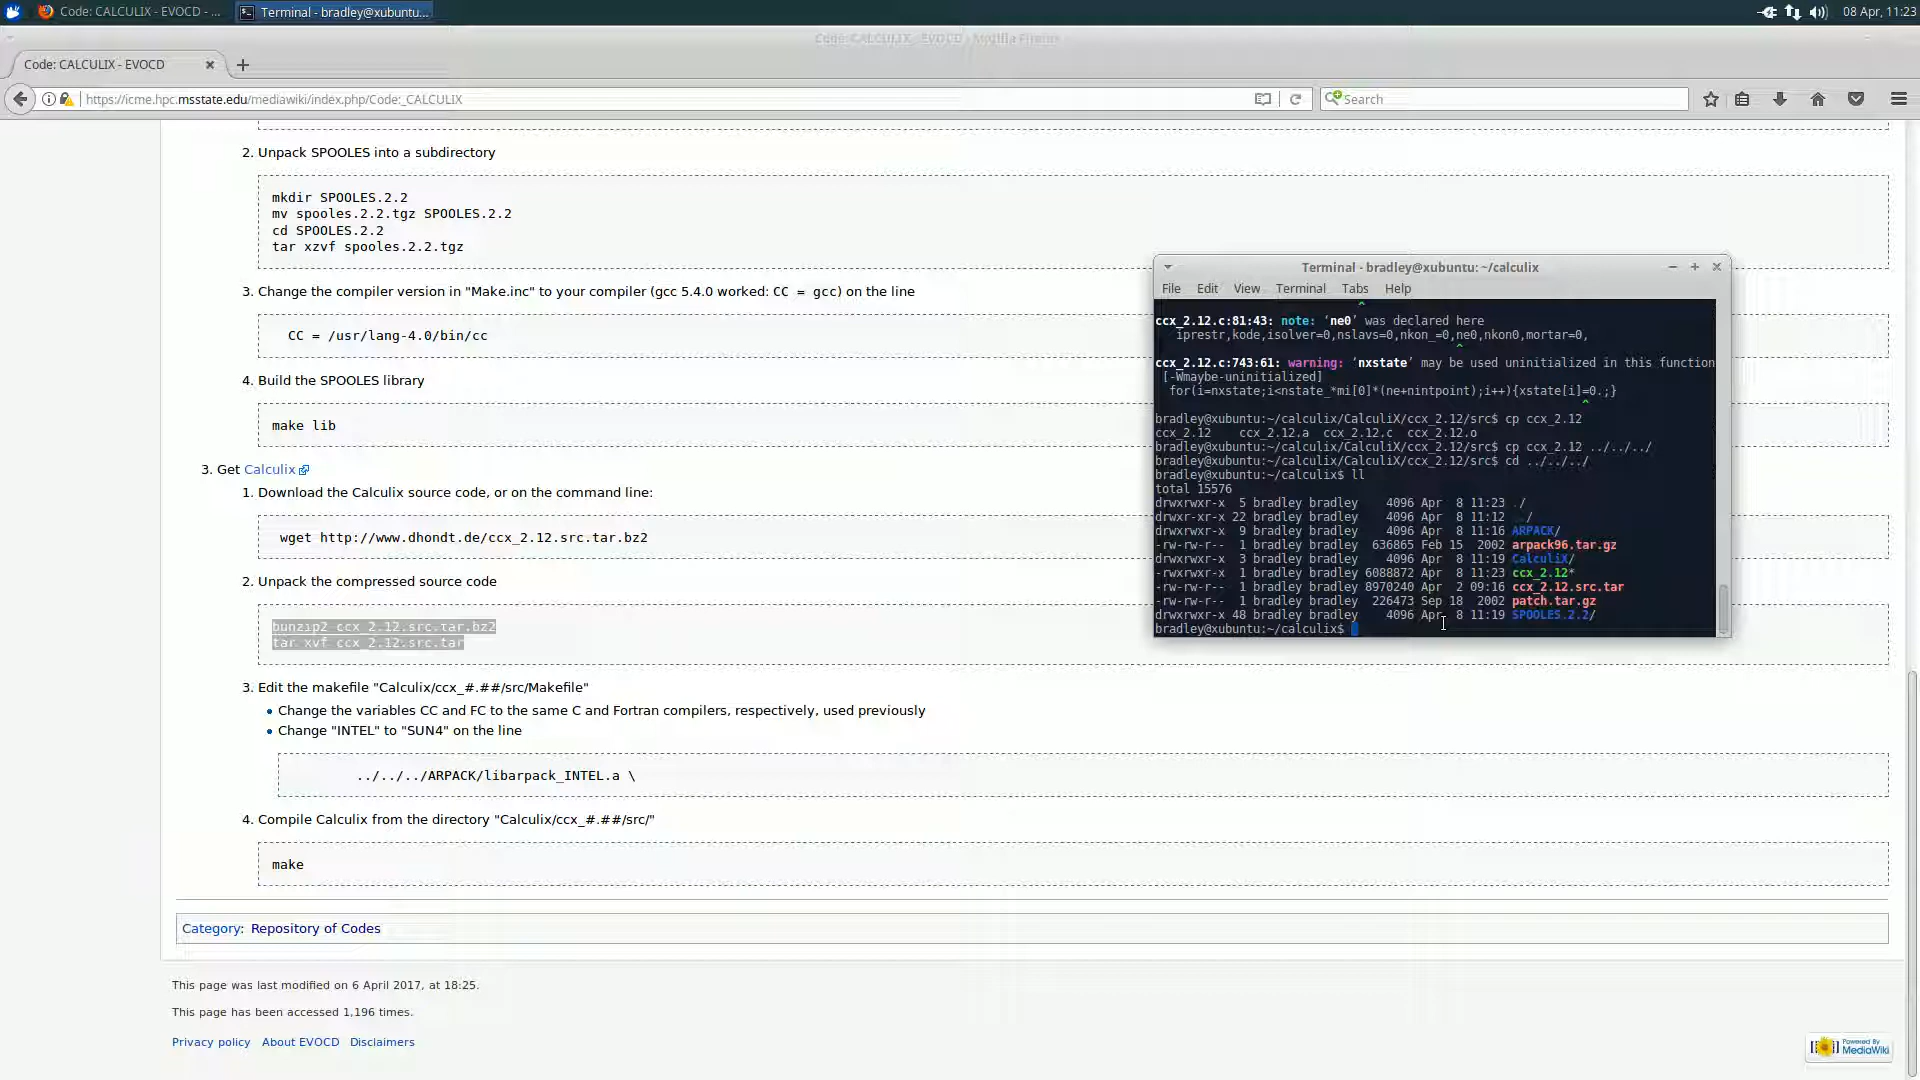 Code: CALCULIX - EVOCD - ...
Terminal - bradley@xubuntu...
08 Apr, 11:23
Code: CALCULIX - EVOCD - Mozilla Firefox
Code: CALCULIX - EVOCD
https://icme.hpc.msstate.edu/mediawiki/index.php/Code:_CALCULIX
Search
2. Unpack SPOOLES into a subdirectory
mkdir SPOOLES.2.2
mv spooles.2.2.tgz SPOOLES.2.2
cd SPOOLES.2.2
tar xzvf spooles.2.2.tgz
3. Change the compiler version in "Make.inc" to your compiler (gcc 5.4.0 worked: CC = gcc) on the line
CC = /usr/lang-4.0/bin/cc
4. Build the SPOOLES library
make lib
3. Get Calculix
1. Download the Calculix source code, or on the command line:
wget http://www.dhondt.de/ccx_2.12.src.tar.bz2
2. Unpack the compressed source code
bunzip2 ccx_2.12.src.tar.bz2
tar xvf ccx_2.12.src.tar
3. Edit the makefile "Calculix/ccx_#.##/src/Makefile"
Change the variables CC and FC to the same C and Fortran compilers, respectively, used previously
Change "INTEL" to "SUN4" on the line
../../../ARPACK/libarpack_INTEL.a \
4. Compile Calculix from the directory "Calculix/ccx_#.##/src/"
make
Category: Repository of Codes
This page was last modified on 6 April 2017, at 18:25.
This page has been accessed 1,196 times.
Privacy policy About EVOCD Disclaimers
Powered By
MediaWiki
Terminal - bradley@xubuntu: ~/calculix
File Edit View Terminal Tabs Help
^
ccx_2.12.c:81:43: note: ‘ne0’ was declared here
iprestr,kode,isolver=0,nslavs=0,nkon_=0,ne0,nkon0,mortar=0,
^
ccx_2.12.c:743:61: warning: ‘nxstate’ may be used uninitialized in this function
[-Wmaybe-uninitialized]
for(i=nxstate;i<nstate_*mi[0]*(ne+nintpoint);i++){xstate[i]=0.;}
^
bradley@xubuntu:~/calculix/CalculiX/ccx_2.12/src$ cp ccx_2.12
ccx_2.12 ccx_2.12.a ccx_2.12.c ccx_2.12.o
bradley@xubuntu:~/calculix/CalculiX/ccx_2.12/src$ cp ccx_2.12 ../../../
bradley@xubuntu:~/calculix/CalculiX/ccx_2.12/src$ cd ../../../
bradley@xubuntu:~/calculix$ ll
total 15576
drwxrwxr-x 5 bradley bradley 4096 Apr 8 11:23 ./
drwxr-xr-x 22 bradley bradley 4096 Apr 8 11:12 ../
drwxrwxr-x 9 bradley bradley 4096 Apr 8 11:16 ARPACK/
-rw-rw-r-- 1 bradley bradley 636865 Feb 15 2002 arpack96.tar.gz
drwxrwxr-x 3 bradley bradley 4096 Apr 8 11:19 CalculiX/
-rwxrwxr-x 1 bradley bradley 6088872 Apr 8 11:23 ccx_2.12*
-rw-rw-r-- 1 bradley bradley 8970240 Apr 2 09:16 ccx_2.12.src.tar
-rw-rw-r-- 1 bradley bradley 226473 Sep 18 2002 patch.tar.gz
drwxrwxr-x 48 bradley bradley 4096 Apr 8 11:19 SPOOLES.2.2/
bradley@xubuntu:~/calculix$